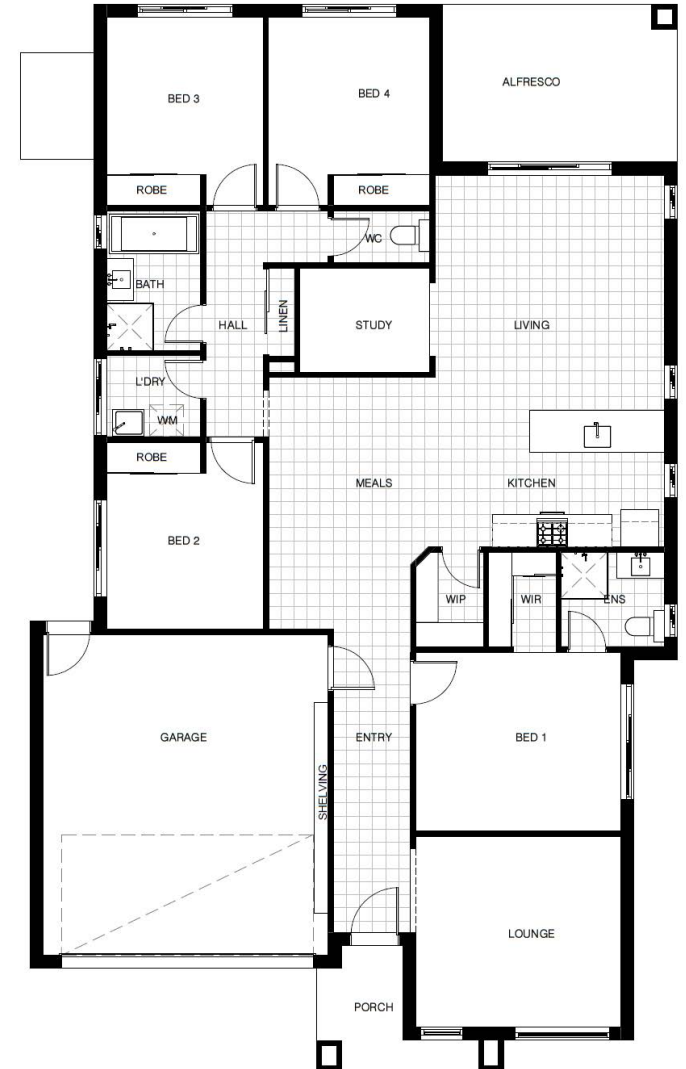 ALFRESCO
BED 3
BED 4
ROBE
ROBE
WC
BATH
HALL
LINEN
STUDY
LIVING
L'DRY
WM
ROBE
MEALS
KITCHEN
BED 2
WIP
WIR
ENS
GARAGE
SHELVING
ENTRY
BED 1
LOUNGE
PORCH